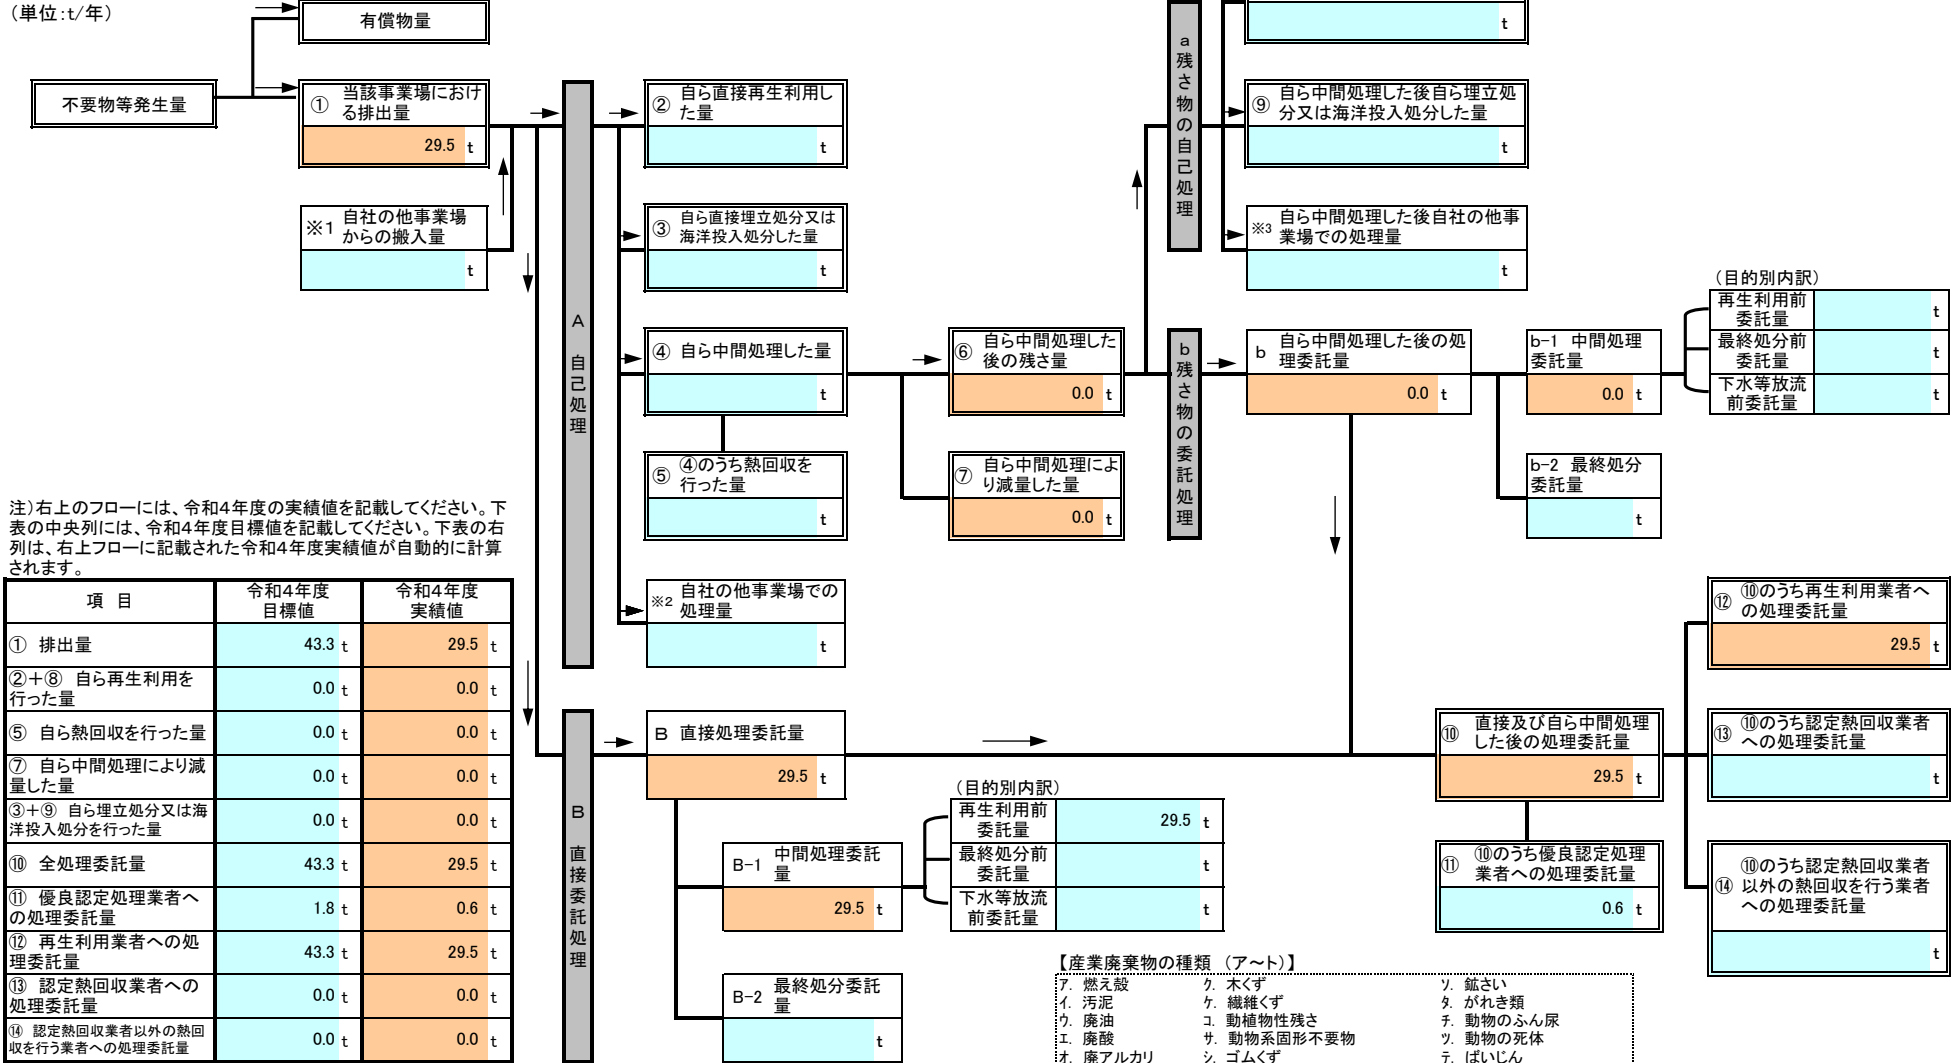 （単位：ｔ/年）
有償物量
不要物等発生量
① 当該事業場におけ
る排出量
29.5 t
※1 自社の他事業場
からの搬入量
t
A 自己処理
② 自ら直接再生利用し
た量
t
③ 自ら直接埋立処分又は
海洋投入処分した量
t
④ 自ら中間処理した量
t
⑤ ④のうち熱回収を
行った量
t
※2 自社の他事業場での
処理量
t
⑥ 自ら中間処理した
後の残さ量
0.0 t
⑦ 自ら中間処理によ
り減量した量
0.0 t
a 残さ物の自己処理
t
⑨ 自ら中間処理した後自ら埋立処
分又は海洋投入処分した量
t
※3 自ら中間処理した後自社の他事
業場での処理量
t
b 残さ物の委託処理
b 自ら中間処理した後の処
理委託量
0.0 t
b-1 中間処理
委託量
0.0 t
（目的別内訳）
再生利用前
委託量
t
最終処分前
委託量
t
下水等放流
前委託量
t
b-2 最終処分
委託量
t
注）右上のフローには、令和４年度の実績値を記載してください。下
表の中央列には、令和４年度目標値を記載してください。下表の右
列は、右上フローに記載された令和４年度実績値が自動的に計算
されます。
項 目 令和４年度 目標値 令和４年度 実績値
① 排出量 43.3 t 29.5 t
②＋⑧ 自ら再生利用を
行った量 0.0 t 0.0 t
⑤ 自ら熱回収を行った量 0.0 t 0.0 t
⑦ 自ら中間処理により減
量した量 0.0 t 0.0 t
③＋⑨ 自ら埋立処分又は海
洋投入処分を行った量 0.0 t 0.0 t
⑩ 全処理委託量 43.3 t 29.5 t
⑪ 優良認定処理業者へ
の処理委託量 1.8 t 0.6 t
⑫ 再生利用業者への処
理委託量 43.3 t 29.5 t
⑬ 認定熱回収業者への
処理委託量 0.0 t 0.0 t
⑭ 認定熱回収業者以外の熱回
収を行う業者への処理委託量 0.0 t 0.0 t
B 直接委託処理
B 直接処理委託量
29.5 t
B-1 中間処理委託
量
29.5 t
（目的別内訳）
再生利用前
委託量
29.5 t
最終処分前
委託量
t
下水等放流
前委託量
t
B-2 最終処分委託
量
t
⑩ 直接及び自ら中間処理
した後の処理委託量
29.5 t
⑪ ⑩のうち優良認定処理
業者への処理委託量
0.6 t
⑫ ⑩のうち再生利用業者へ
の処理委託量
29.5 t
⑬ ⑩のうち認定熱回収業者
への処理委託量
t
⑭ ⑩のうち認定熱回収業者
以外の熱回収を行う業者
への処理委託量
t
【産業廃棄物の種類 （ア～ト）】
ｱ. 燃え殻 ｸ. 木くず ｿ. 鉱さい
ｲ. 汚泥 ｹ. 繊維くず ﾀ. がれき類
ｳ. 廃油 ｺ. 動植物性残さ ﾁ. 動物のふん尿
ｴ. 廃酸 ｻ. 動物系固形不要物 ﾂ. 動物の死体
ｵ. 廃アルカリ ｼ. ゴムくず ﾃ. ばいじん